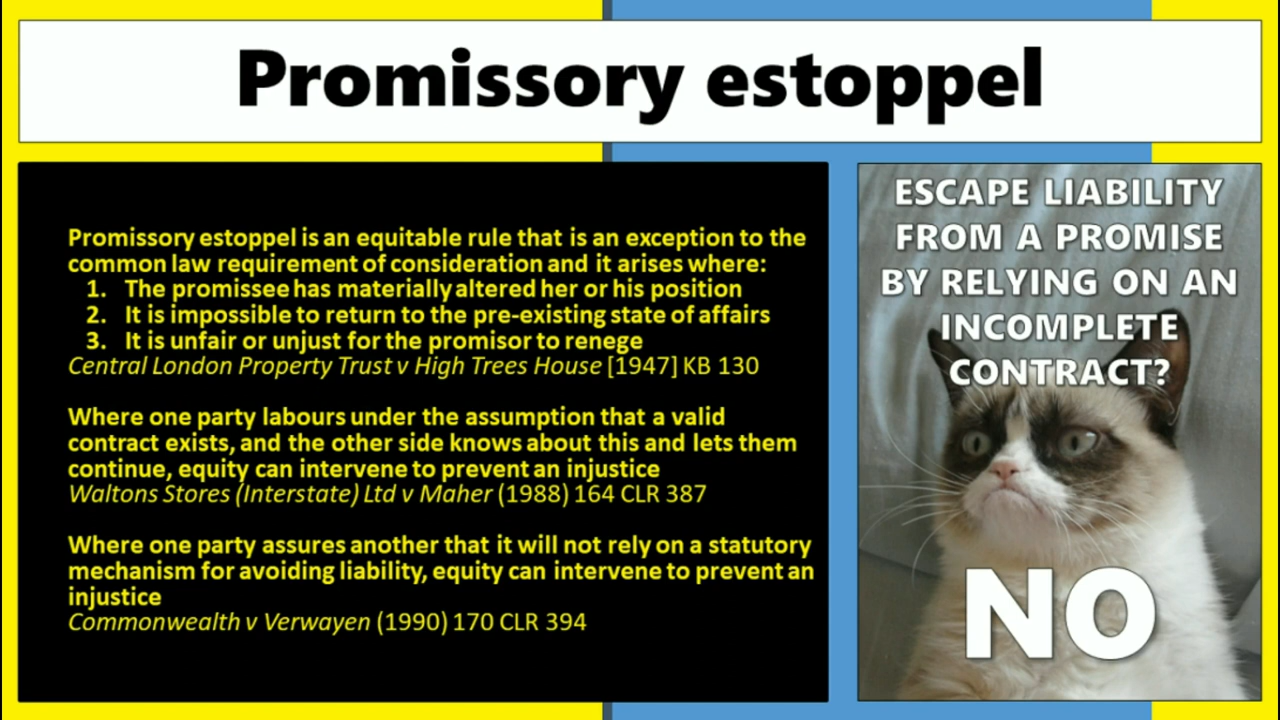 Promissory estoppel
Promissory estoppel is an equitable rule that is an exception to the
common law requirement of consideration and it arises where:
1. The promissee has materially altered her or his position
2. It is impossible to return to the pre-existing state of affairs
3. It is unfair or unjust for the promisor to renege
Central London Property Trust v High Trees House [1947] KB 130
Where one party labours under the assumption that a valid
contract exists, and the other side knows about this and lets them
continue, equity can intervene to prevent an injustice
Waltons Stores (Interstate) Ltd v Maher (1988) 164 CLR 387
Where one party assures another that it will not rely on a statutory
mechanism for avoiding liability, equity can intervene to prevent an
injustice
Commonwealth v Verwayen (1990) 170 CLR 394
ESCAPE LIABILITY
FROM A PROMISE
BY RELYING ON AN
INCOMPLETE
CONTRACT?
NO